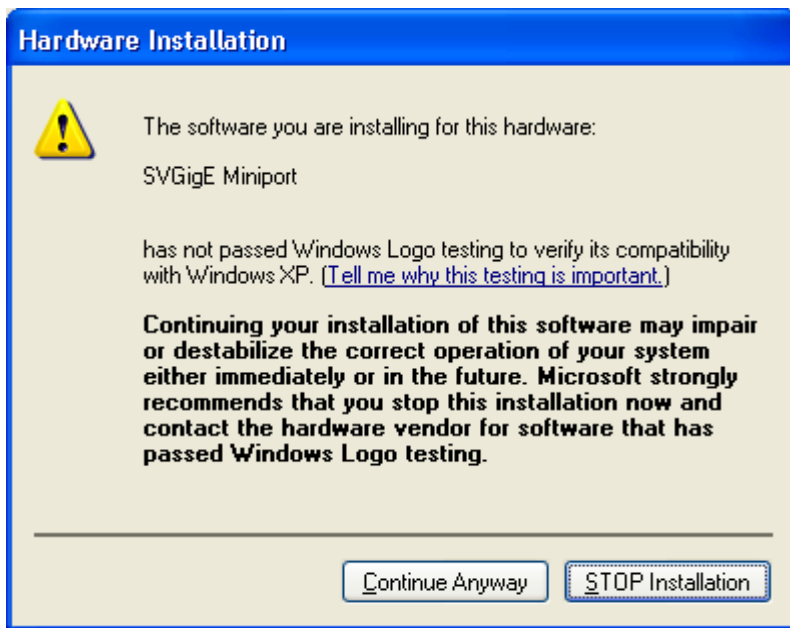 Hardware Installation
The software you are installing for this hardware:
SVGigE Miniport
has not passed Windows Logo testing to verify its compatibility
with Windows XP. (Tell me why this testing is important.)
Continuing your installation of this software may impair
or destabilize the correct operation of your system
either immediately or in the future. Microsoft strongly
recommends that you stop this installation now and
contact the hardware vendor for software that has
passed Windows Logo testing.
Continue Anyway STOP Installation